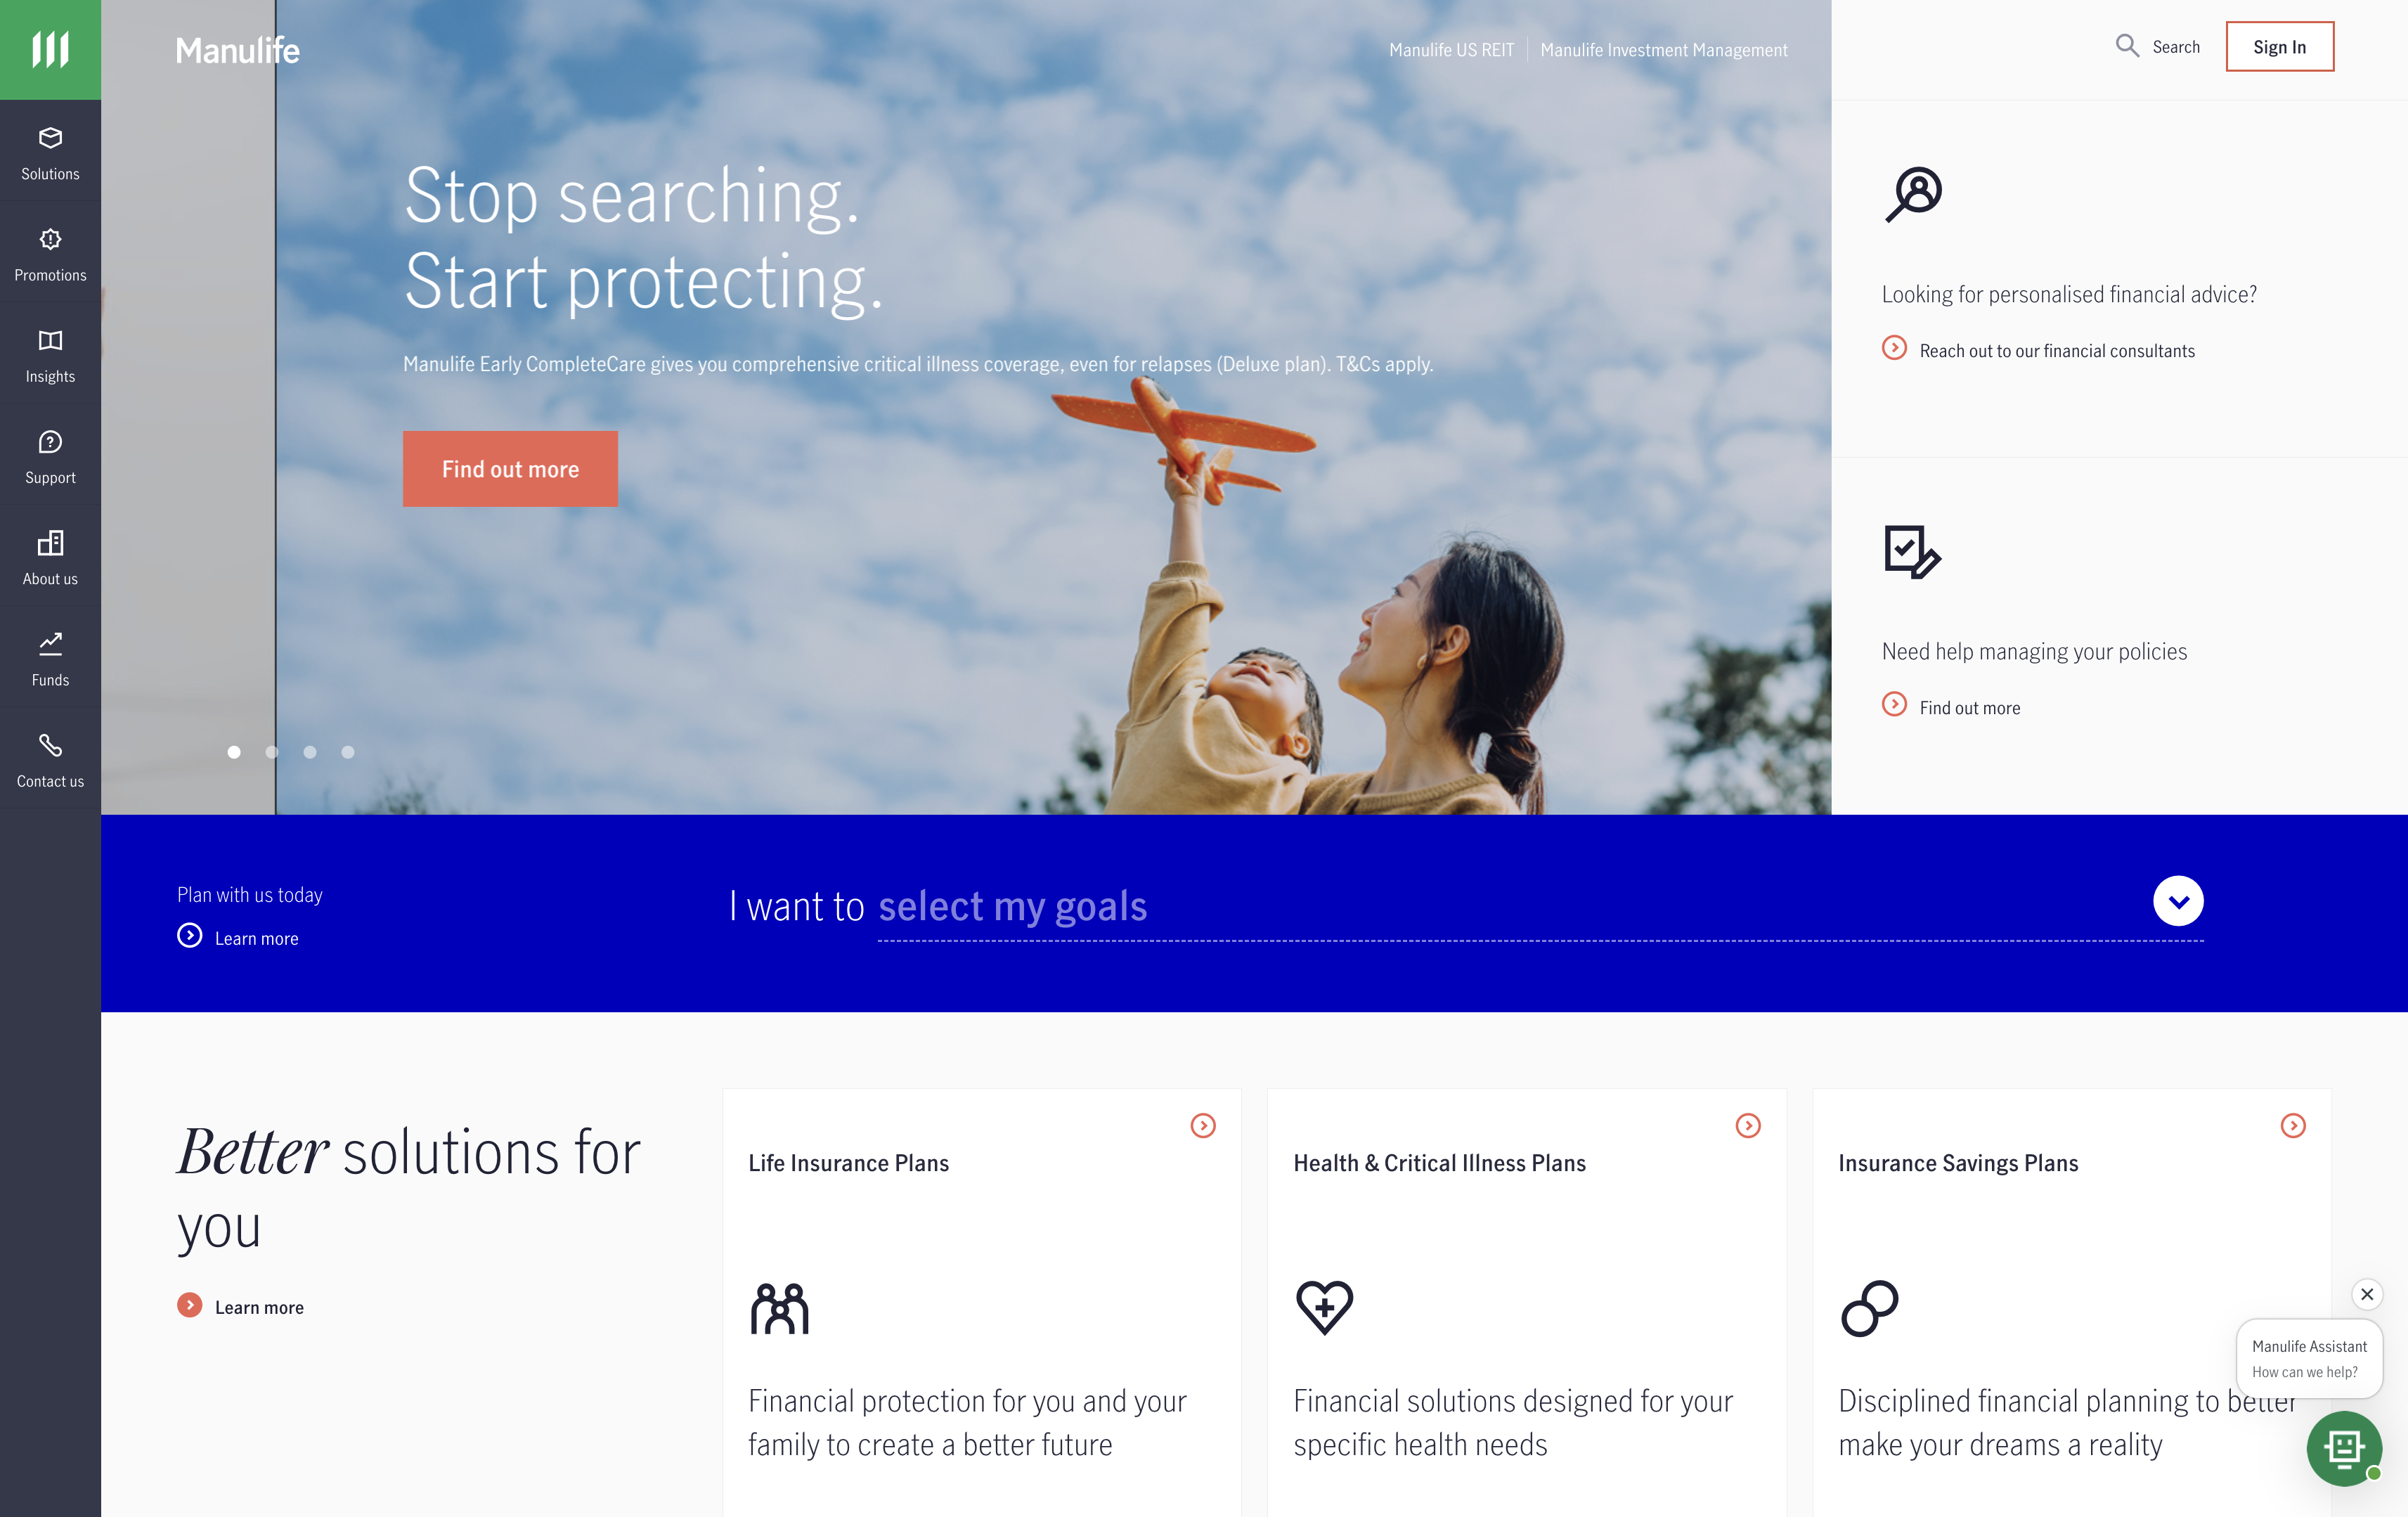 Manulife
Manulife US REIT
Manulife Investment Management
Search
Sign In
Solutions
Promotions
Insights
Support
About us
Funds
Contact us
Stop searching.
Start protecting.
Manulife Early CompleteCare gives you comprehensive critical illness coverage, even for relapses (Deluxe plan). T&Cs apply.
Find out more
Looking for personalised financial advice?
Reach out to our financial consultants
Need help managing your policies
Find out more
Plan with us today
Learn more
I want to select my goals
Better solutions for
you
Learn more
Life Insurance Plans
Financial protection for you and your
family to create a better future
Health & Critical Illness Plans
Financial solutions designed for your
specific health needs
Insurance Savings Plans
Disciplined financial planning to better
make your dreams a reality
Manulife Assistant
How can we help?